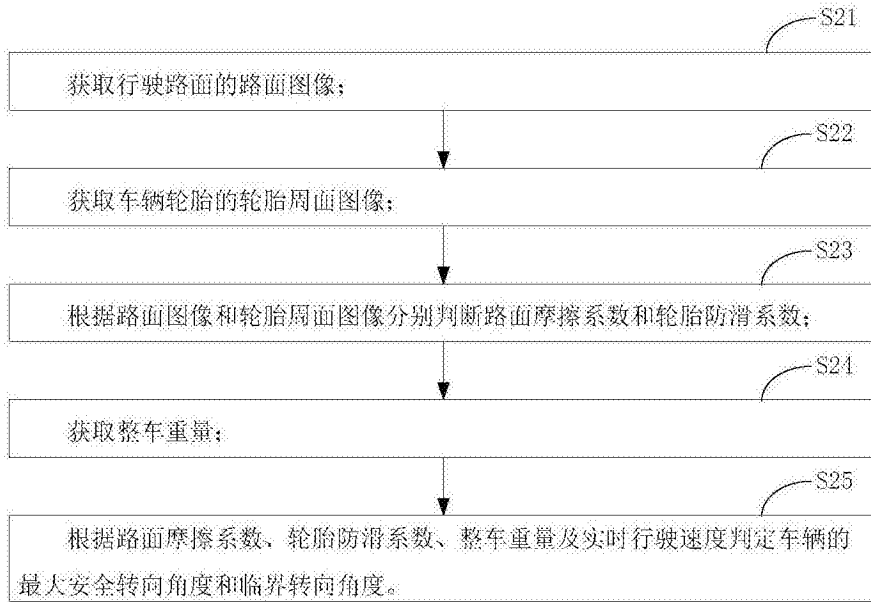 S21
获取行驶路面的路面图像；
S22
获取车辆轮胎的轮胎周面图像；
S23
根据路面图像和轮胎周面图像分别判断路面摩擦系数和轮胎防滑系数；
S24
获取整车重量；
S25
根据路面摩擦系数、轮胎防滑系数、整车重量及实时行驶速度判定车辆的
最大安全转向角度和临界转向角度。